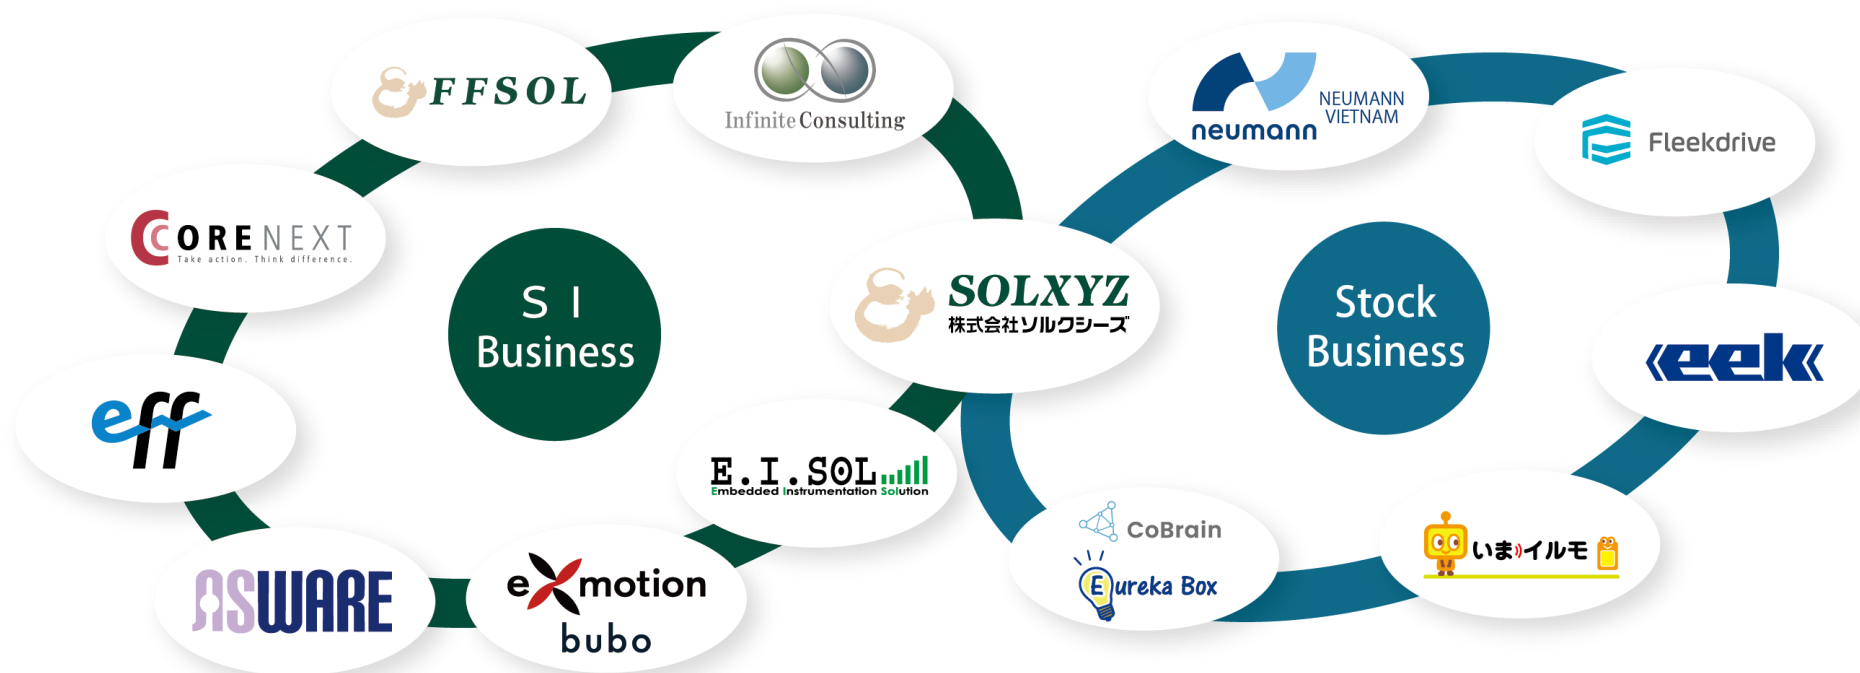 FFSOL
Infinite Consulting
CORE NEXT
Take action. Think difference.
eff
ASWARE
eXmotion
bubo
E.I.SOL
Embedded Instrumentation Solution
SI
Business
SOLXYZ
株式会社ソルクシーズ
neumann
NEUMANN
VIETNAM
Fleekdrive
eek
いまイルモ
CoBrain
Eureka Box
Stock
Business